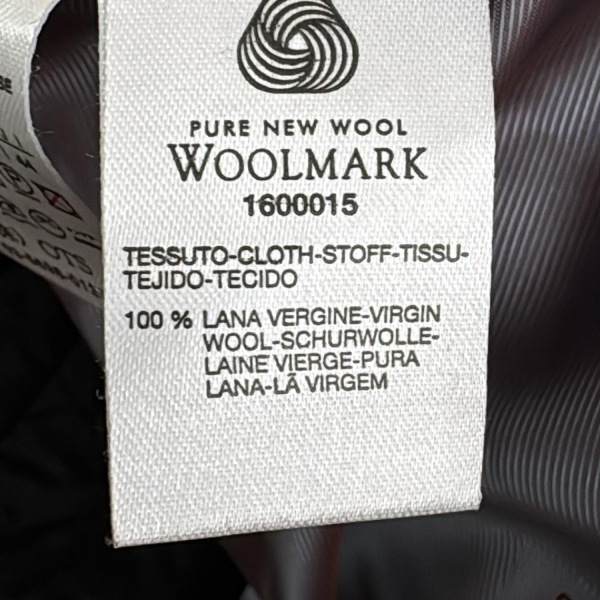 PURE NEW WOOL
WOOLMARK
1600015
TESSUTO-CLOTH-STOFF-TISSU-
TEJIDO-TECIDO
100 % LANA VERGINE-VIRGIN
WOOL-SCHURWOLLE-
LAINE VIERGE-PURA
LANA-LÃ VIRGEM